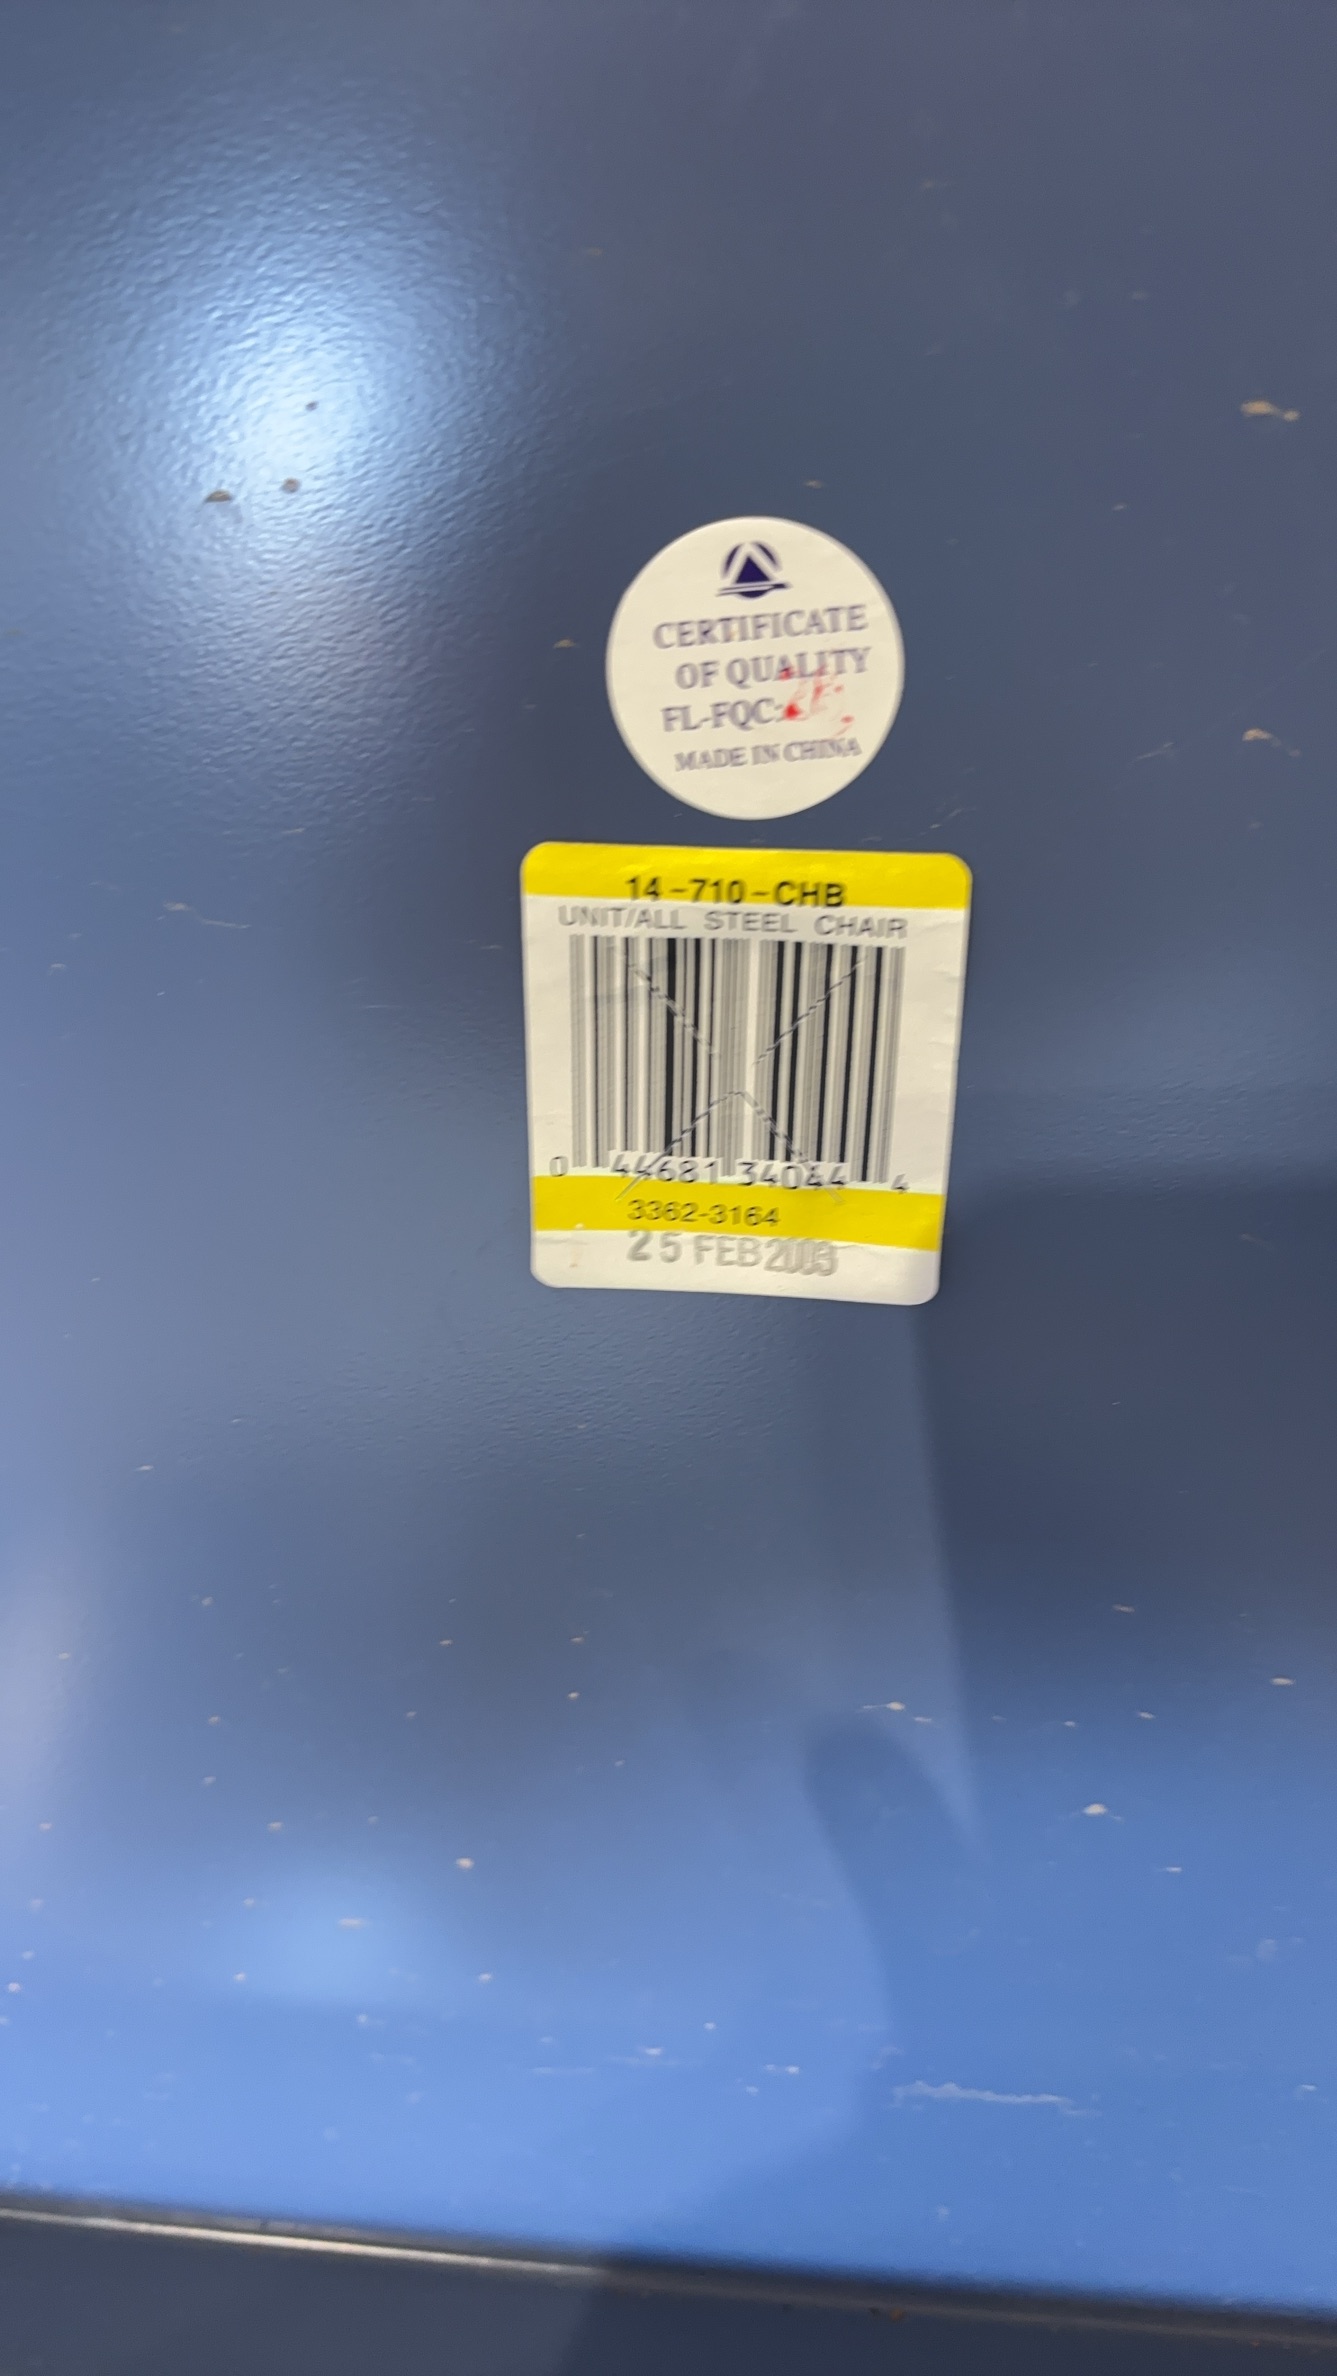 CERTIFICATE
OF QUALITY
FL-FQC:
MADE IN CHINA
14-710-CHB
UNIT/ALL STEEL CHAIR
0 44681 34044 4
3362-3164
25 FEB 2003